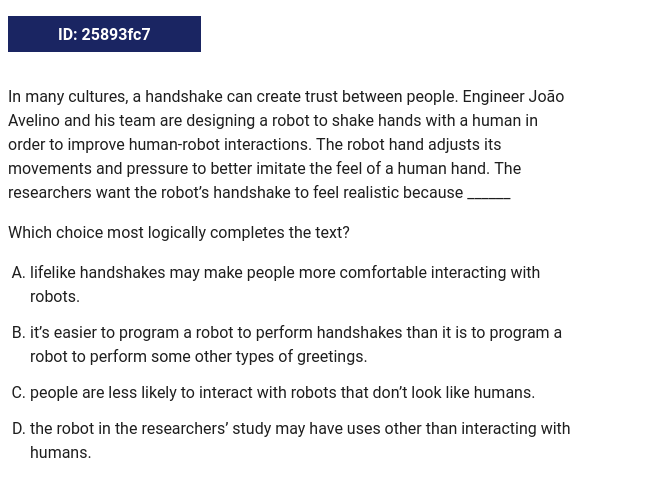 ID: 25893fc7
In many cultures, a handshake can create trust between people. Engineer João
Avelino and his team are designing a robot to shake hands with a human in
order to improve human-robot interactions. The robot hand adjusts its
movements and pressure to better imitate the feel of a human hand. The
researchers want the robot’s handshake to feel realistic because ______
Which choice most logically completes the text?
A. lifelike handshakes may make people more comfortable interacting with
robots.
B. it’s easier to program a robot to perform handshakes than it is to program a
robot to perform some other types of greetings.
C. people are less likely to interact with robots that don’t look like humans.
D. the robot in the researchers’ study may have uses other than interacting with
humans.